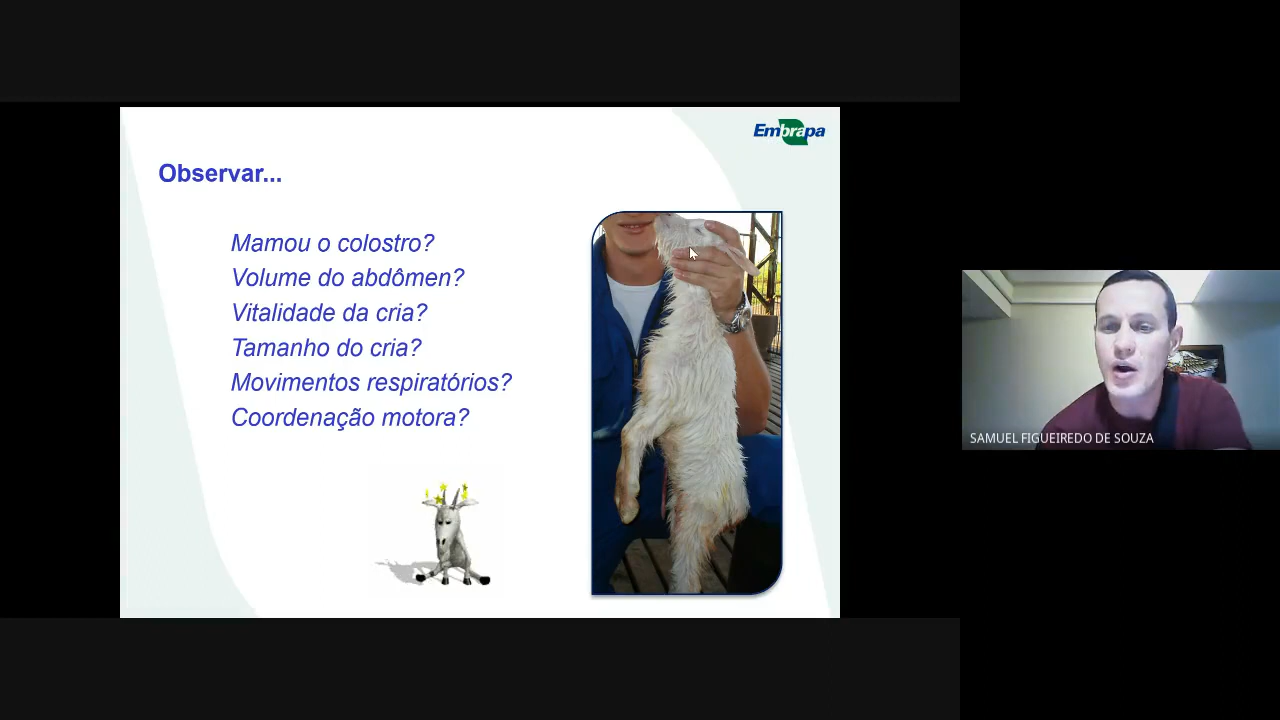 Embrapa
Observar...
Mamou o colostro?
Volume do abdômen?
Vitalidade da cria?
Tamanho do cria?
Movimentos respiratórios?
Coordenação motora?
SAMUEL FIGUEIREDO DE SOUZA